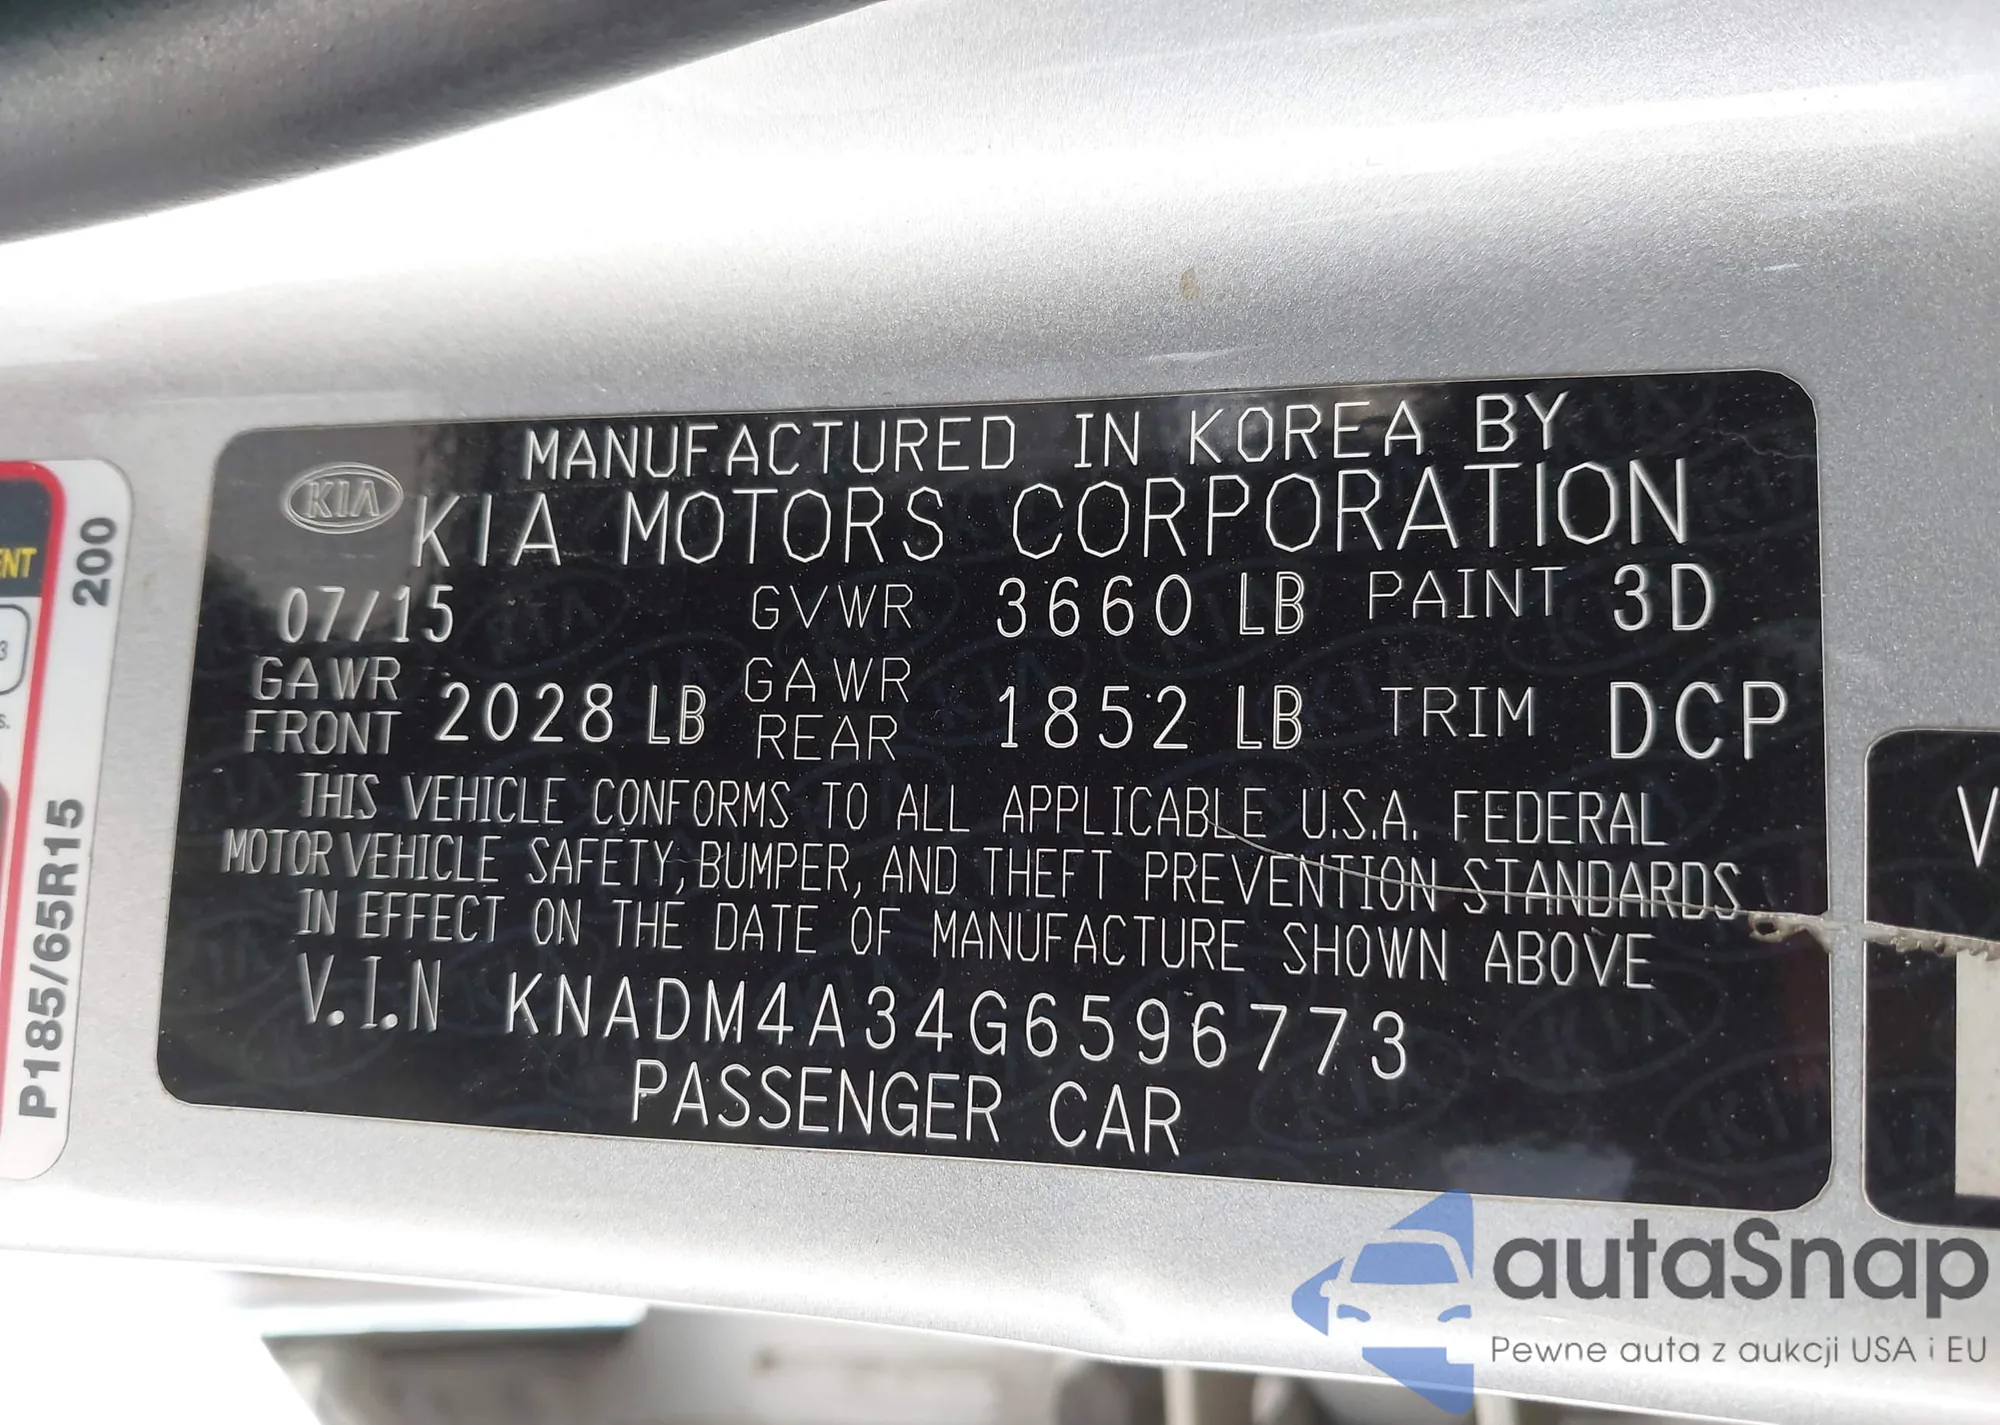 MANUFACTURED IN KOREA BY
KIA
KIA MOTORS CORPORATION
07/15 GVWR 3660 LB PAINT 3D
GAWR FRONT 2028 LB GAWR REAR 1852 LB TRIM DCP
THIS VEHICLE CONFORMS TO ALL APPLICABLE U.S.A. FEDERAL
MOTOR VEHICLE SAFETY, BUMPER, AND THEFT PREVENTION STANDARDS
IN EFFECT ON THE DATE OF MANUFACTURE SHOWN ABOVE
V.I.N KNADM4A34G6596773
PASSENGER CAR
P185/65R15 200
autaSnap
Pewne auta z aukcji USA i EU